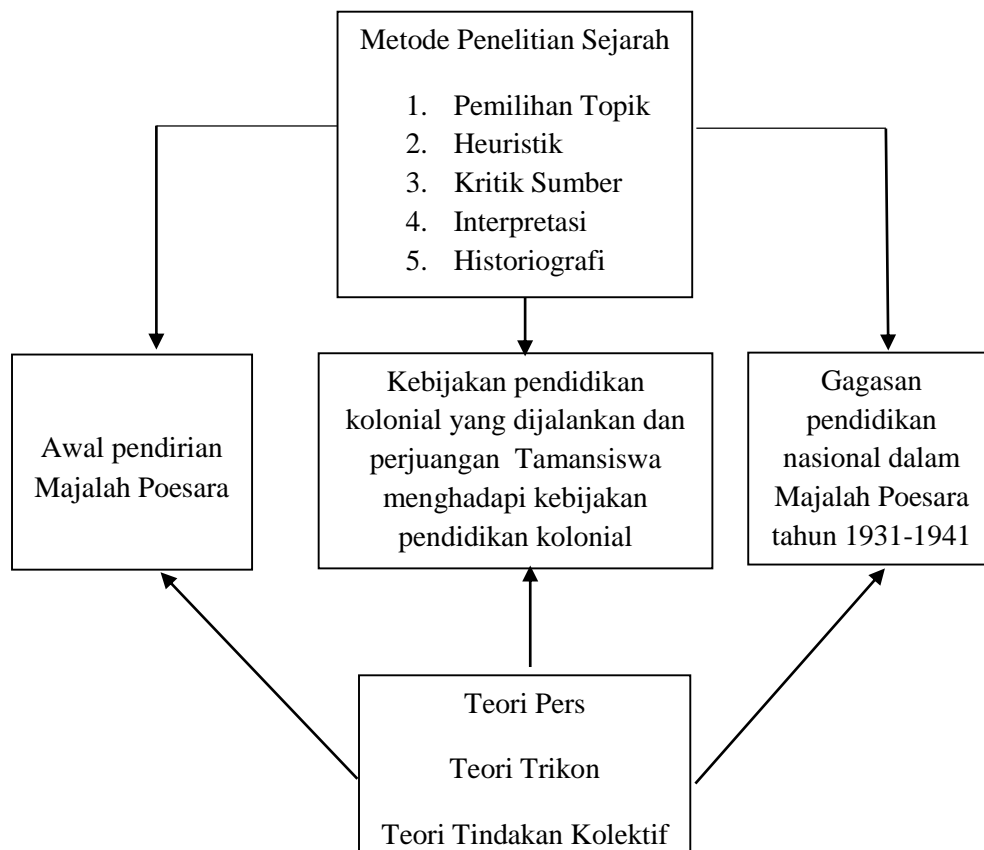 Metode Penelitian Sejarah
1. Pemilihan Topik
2. Heuristik
3. Kritik Sumber
4. Interpretasi
5. Historiografi
Awal pendirian
Majalah Poesara
Kebijakan pendidikan
kolonial yang dijalankan dan
perjuangan Tamansiswa
menghadapi kebijakan
pendidikan kolonial
Gagasan
pendidikan
nasional dalam
Majalah Poesara
tahun 1931-1941
Teori Pers
Teori Trikon
Teori Tindakan Kolektif